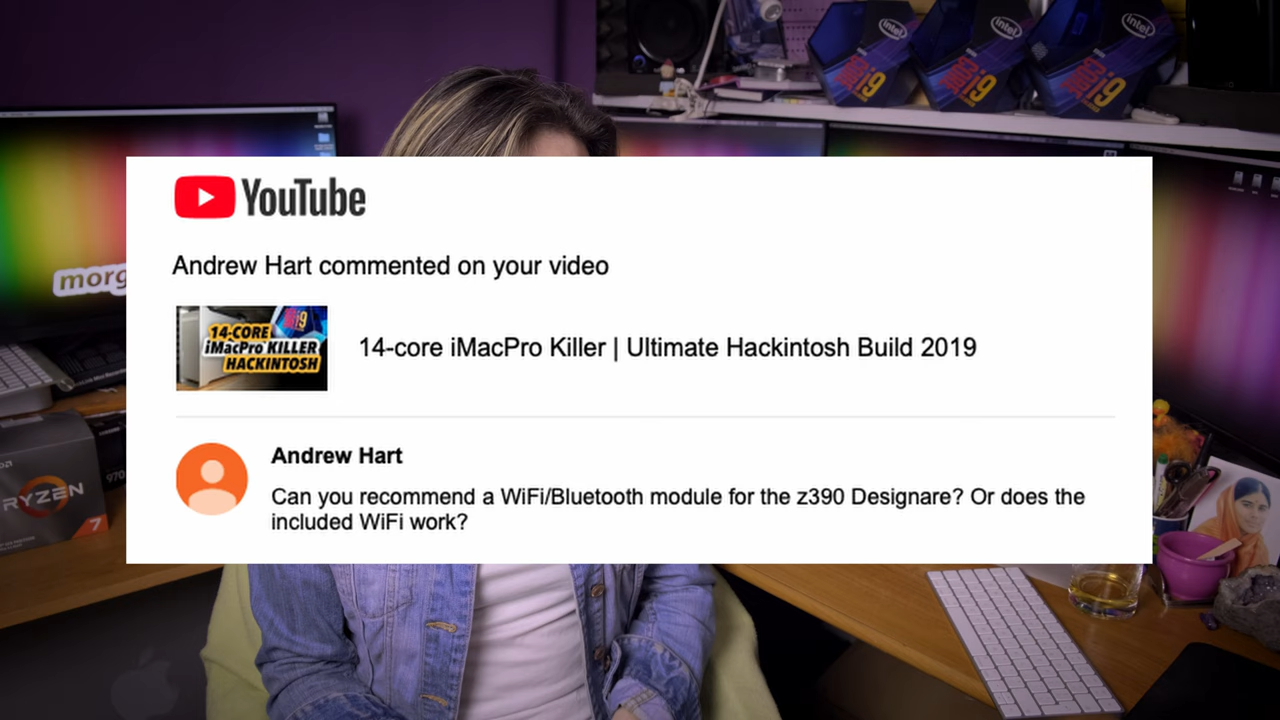 intel
intel
intel
i9
i9
i9
morg
YouTube
Andrew Hart commented on your video
14-CORE
iMacPro KILLER
HACKINTOSH
i9
14-core iMacPro Killer | Ultimate Hackintosh Build 2019
Andrew Hart
Can you recommend a WiFi/Bluetooth module for the z390 Designare? Or does the
included WiFi work?
RYZEN
7
970